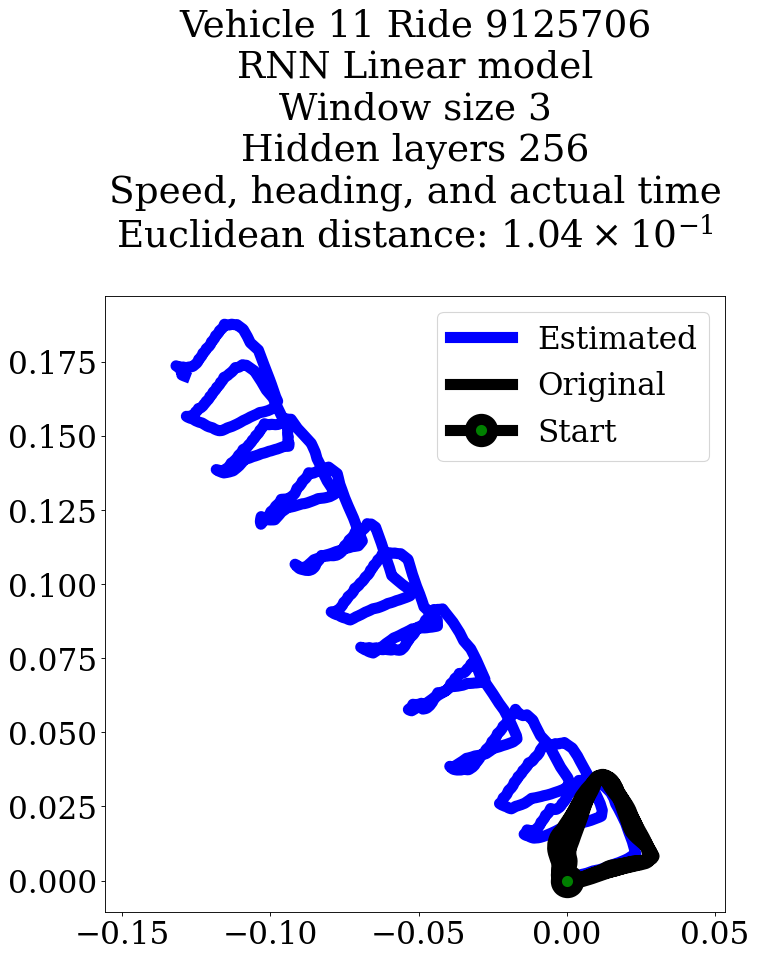 Vehicle 11 Ride 9125706
RNN Linear model
Window size 3
Hidden layers 256
Speed, heading, and actual time
Euclidean distance: 1.04 × 10⁻¹
Estimated
Original
Start
0.175
0.150
0.125
0.100
0.075
0.050
0.025
0.000
−0.15 −0.10 −0.05 0.00 0.05